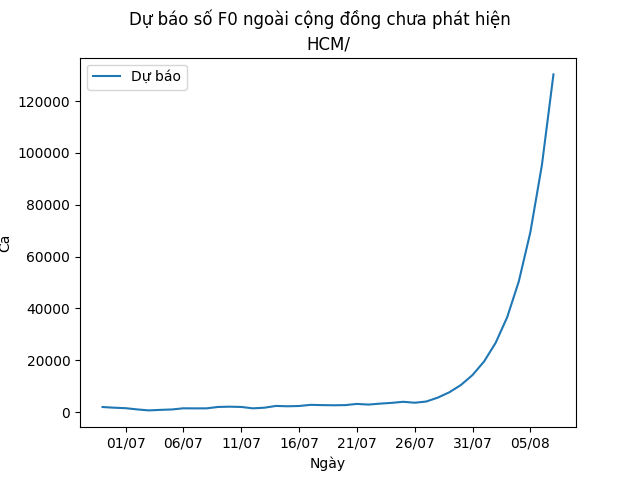 Dự báo số F0 ngoài cộng đồng chưa phát hiện
HCM/
Dự báo
120000
100000
80000
60000
40000
20000
0
Ca
01/07 06/07 11/07 16/07 21/07 26/07 31/07 05/08
Ngày